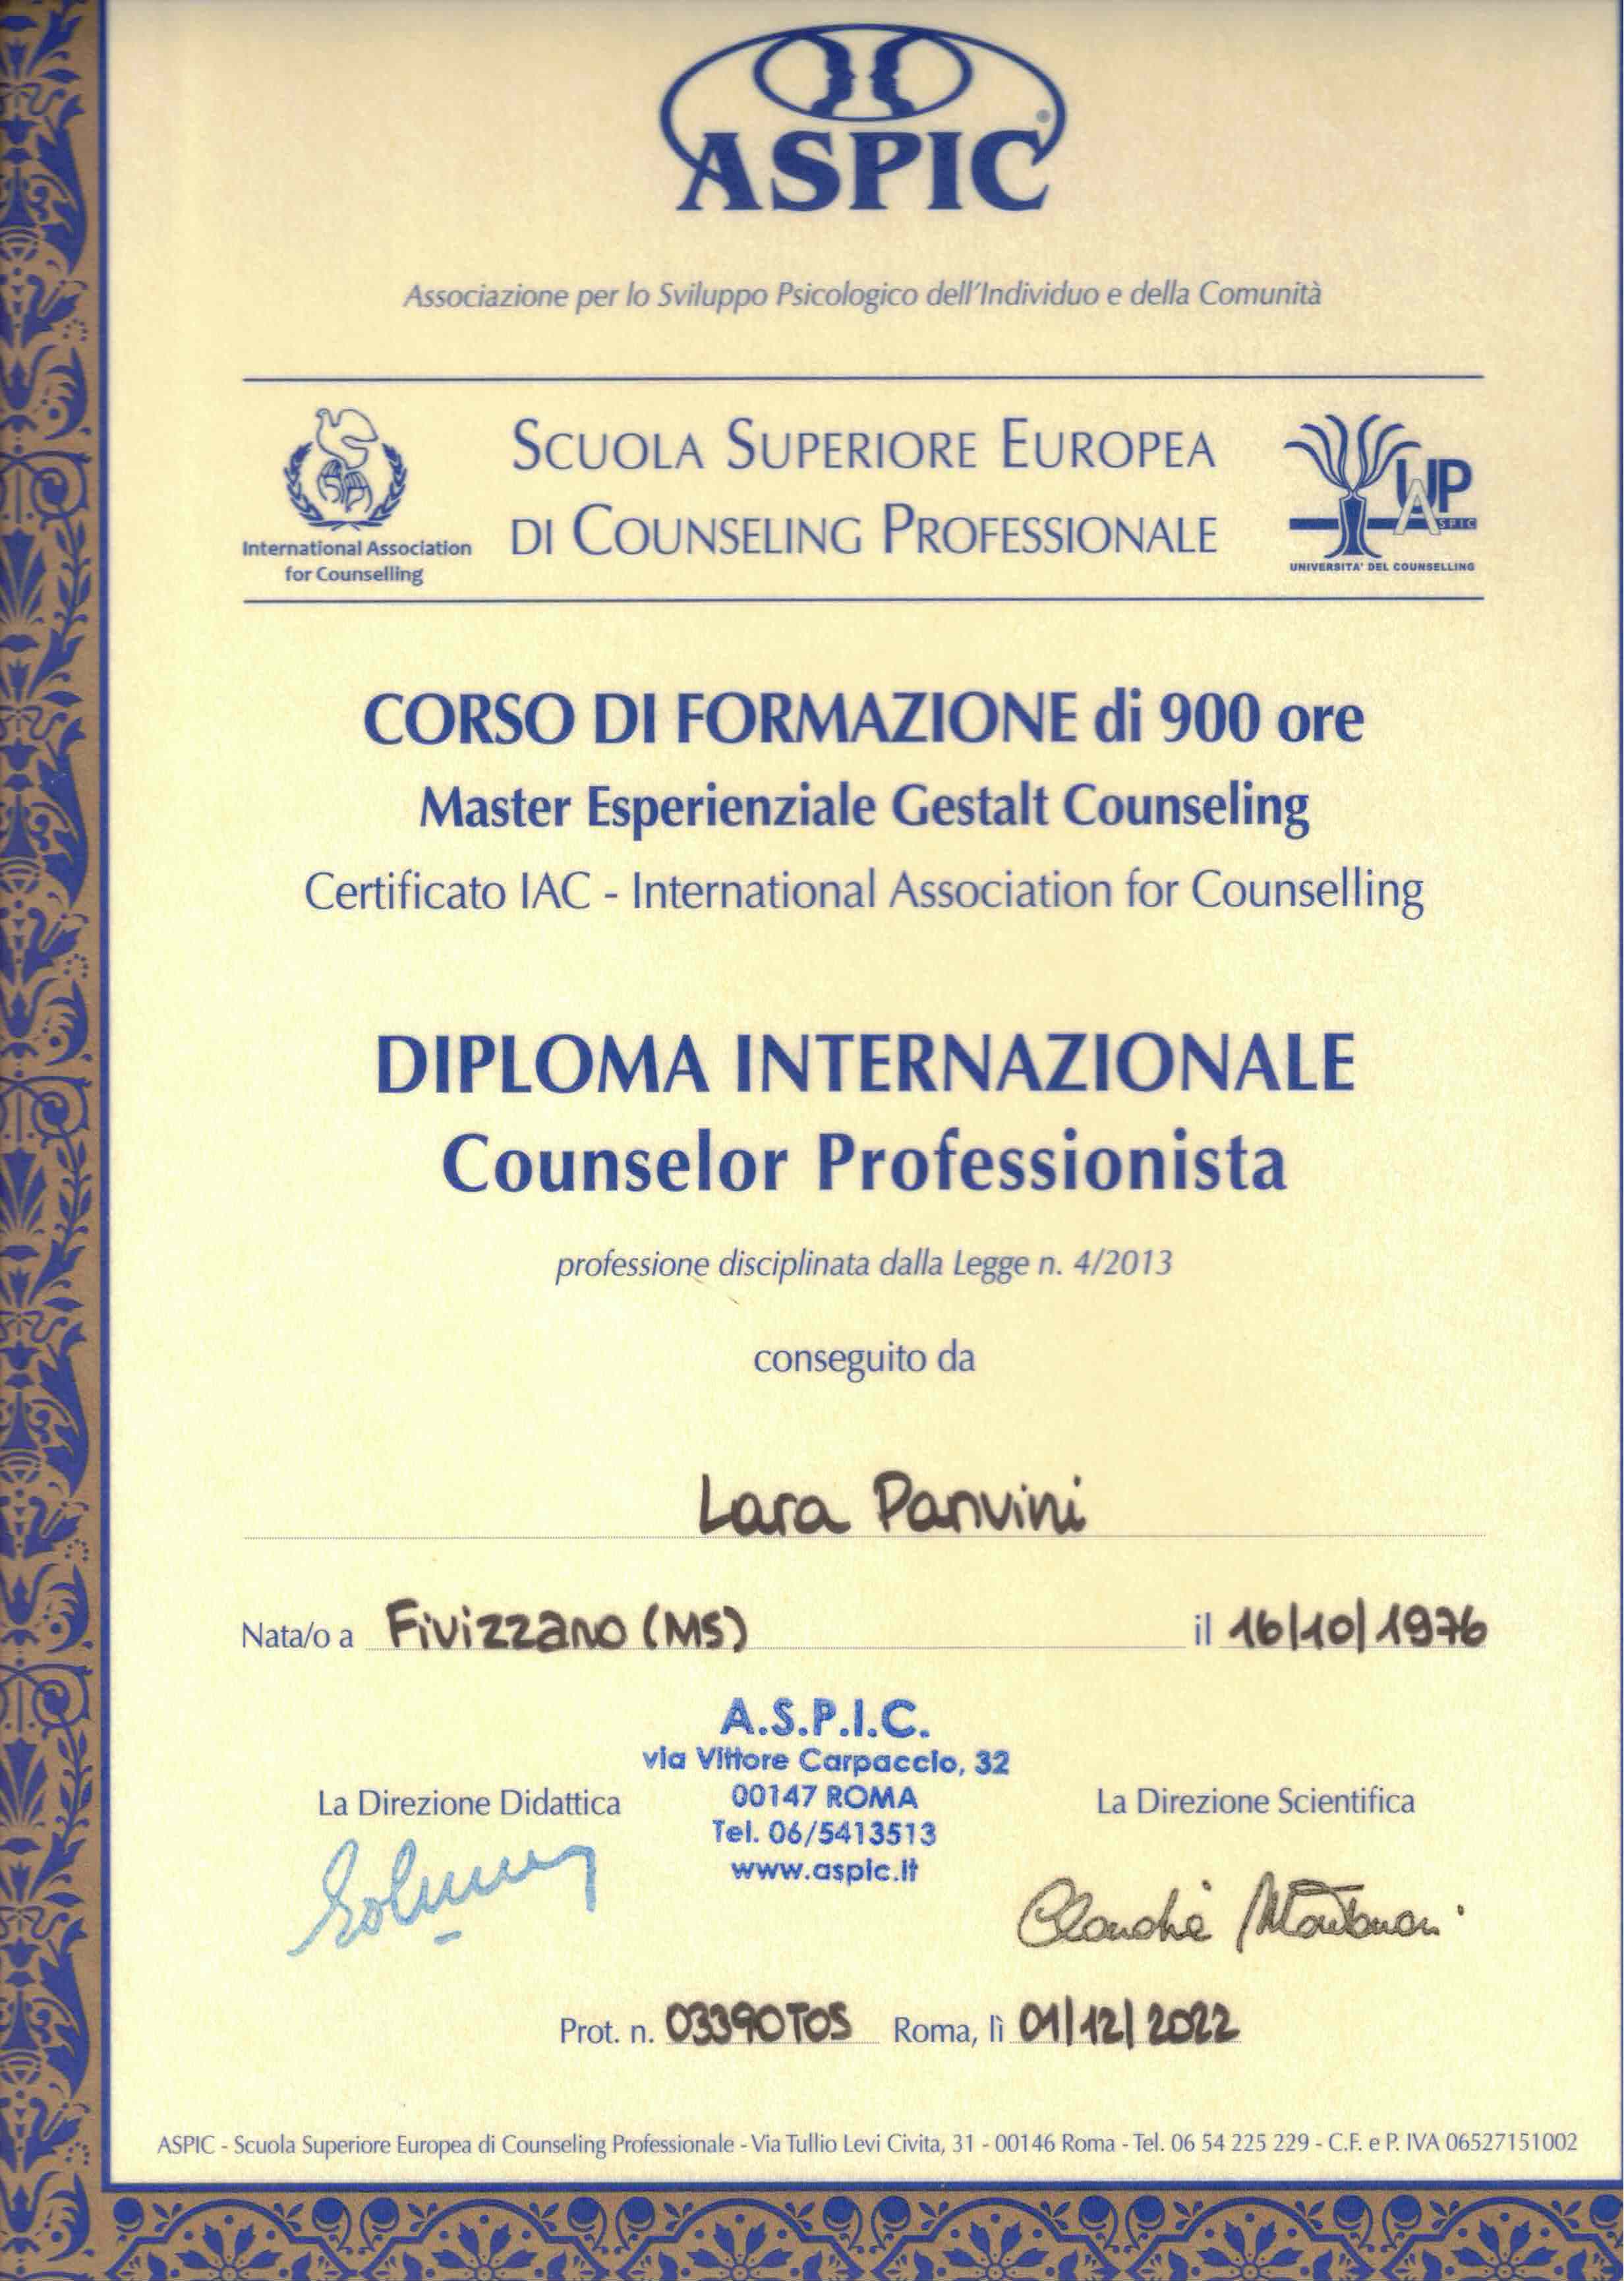 ASPIC
Associazione per lo Sviluppo Psicologico dell'Individuo e della Comunità
International Association
for Counselling
SCUOLA SUPERIORE EUROPEA
DI COUNSELING PROFESSIONALE
UAP
ASPIC
UNIVERSITA' DEL COUNSELLING
CORSO DI FORMAZIONE di 900 ore
Master Esperienziale Gestalt Counseling
Certificato IAC - International Association for Counselling
DIPLOMA INTERNAZIONALE
Counselor Professionista
professione disciplinata dalla Legge n. 4/2013
conseguito da
Lara Panvini
Nata/o a Fivizzano (MS) il 16/10/1976
A.S.P.I.C.
via Vittore Carpaccio, 32
00147 ROMA
Tel. 06/5413513
www.aspic.it
La Direzione Didattica
La Direzione Scientifica
Claudia Montanari
Prot. n. 03390TOS Roma, lì 01/12/2022
ASPIC - Scuola Superiore Europea di Counseling Professionale - Via Tullio Levi Civita, 31 - 00146 Roma - Tel. 06 54 225 229 - C.F. e P. IVA 06527151002